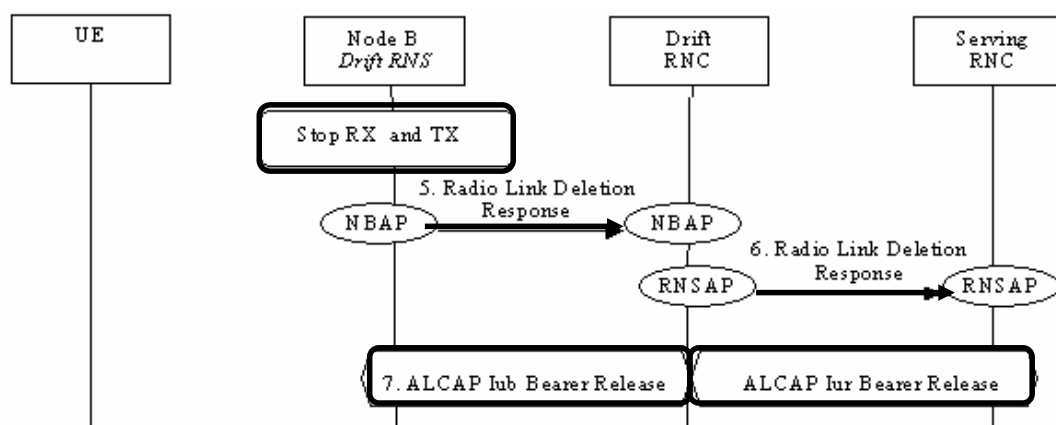 UE
Node B
Drift RNS
Drift
RNC
Serving
RNC
Stop RX and TX
5. Radio Link Deletion
Response
NBAP
NBAP
6. Radio Link Deletion
Response
RNSAP
RNSAP
7. ALCAP Iub Bearer Release
ALCAP Iur Bearer Release